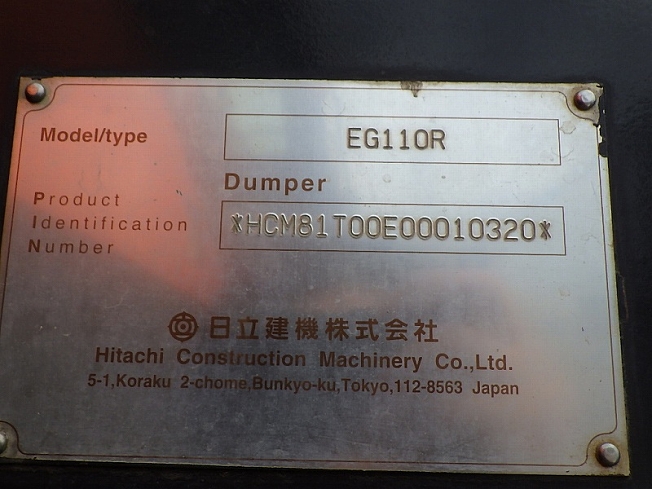 Model/type EG110R
Dumper
Product
Identification *HCM81T00E00010320*
Number
日立建機株式会社
Hitachi Construction Machinery Co.,Ltd.
5-1,Koraku 2-chome,Bunkyo-ku,Tokyo,112-8563 Japan